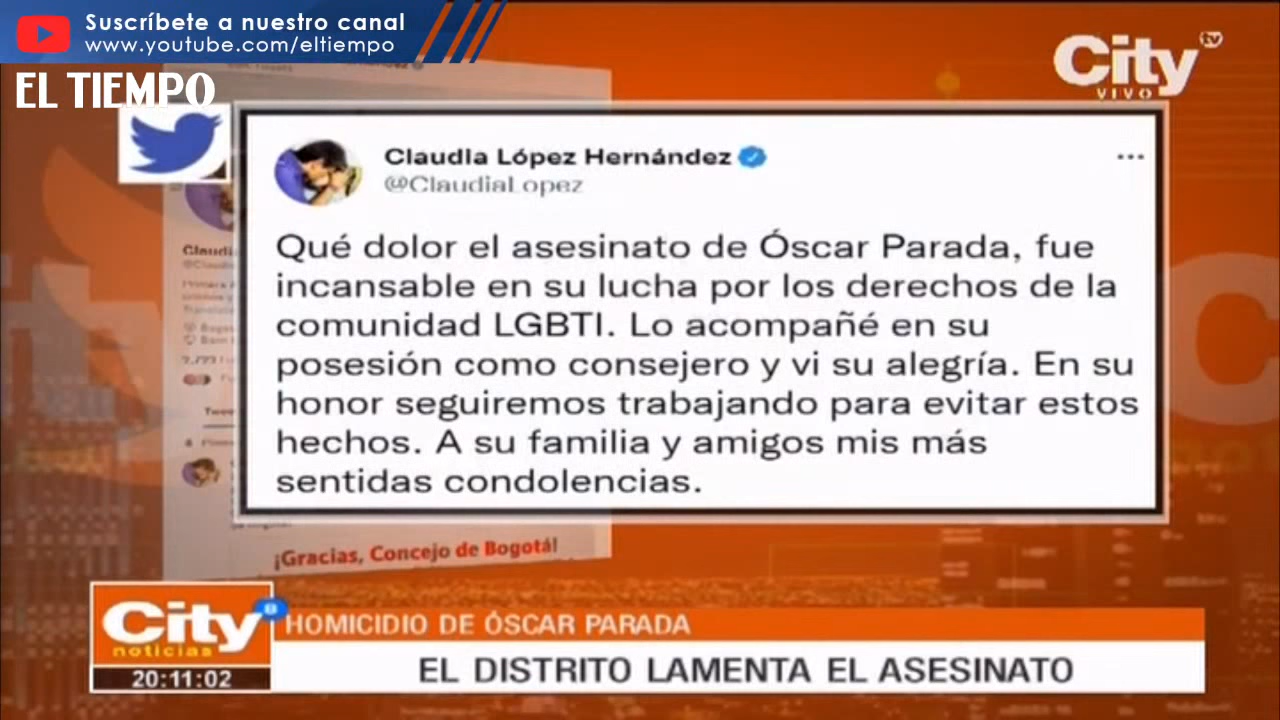 Suscríbete a nuestro canal
www.youtube.com/eltiempo
EL TIEMPO
City tv
VIVO
Claudia López Hernández
@ClaudiaLopez
Qué dolor el asesinato de Óscar Parada, fue
incansable en su lucha por los derechos de la
comunidad LGBTI. Lo acompañé en su
posesión como consejero y vi su alegría. En su
honor seguiremos trabajando para evitar estos
hechos. A su familia y amigos mis más
sentidas condolencias.
¡Gracias, Concejo de Bogotá!
City
noticias
20:11:02
HOMICIDIO DE ÓSCAR PARADA
EL DISTRITO LAMENTA EL ASESINATO